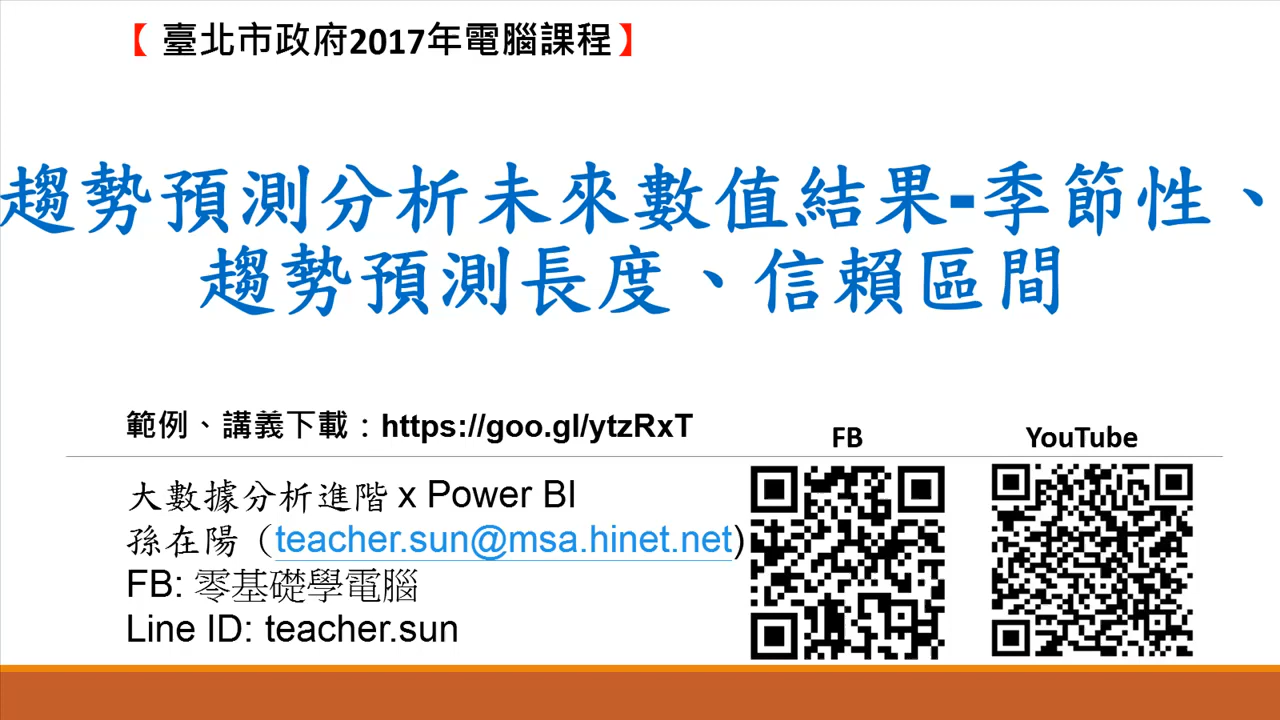 【 臺北市政府2017年電腦課程】
趨勢預測分析未來數值結果-季節性、
趨勢預測長度、信賴區間
範例、講義下載：https://goo.gl/ytzRxT
FB
YouTube
大數據分析進階 x Power BI
孫在陽（teacher.sun@msa.hinet.net)
FB: 零基礎學電腦
Line ID: teacher.sun